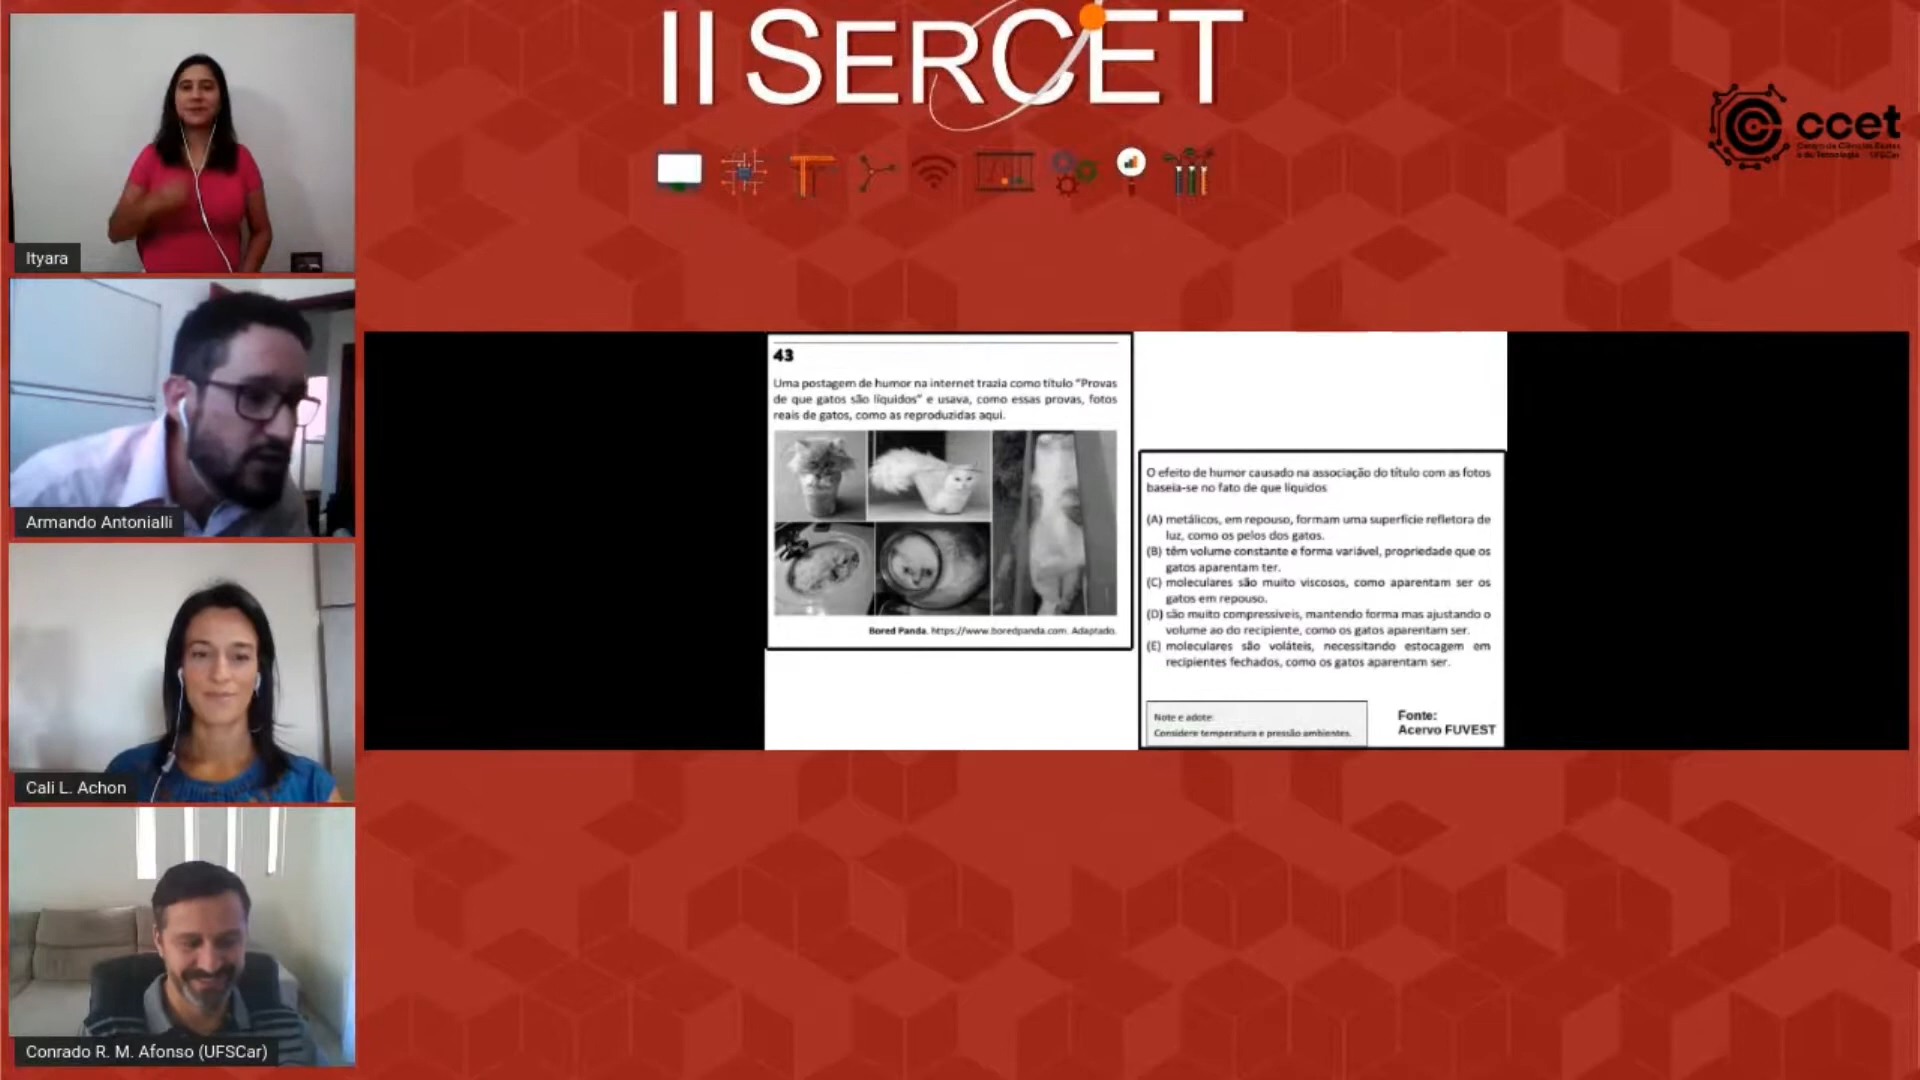 II SERCET
ccet
Centro de Ciências Exatas
e de Tecnologia UFSCar
Ityara
Armando Antonialli
Cali L. Achon
Conrado R. M. Afonso (UFSCar)
43
Uma postagem de humor na internet trazia como título "Provas
de que gatos são líquidos" e usava, como essas provas, fotos
reais de gatos, como as reproduzidas aqui.
Bored Panda. https://www.boredpanda.com. Adaptado.
O efeito de humor causado na associação do título com as fotos
baseia-se no fato de que líquidos
(A) metálicos, em repouso, formam uma superfície refletora de
luz, como os pelos dos gatos.
(B) têm volume constante e forma variável, propriedade que os
gatos aparentam ter.
(C) moleculares são muito viscosos, como aparentam ser os
gatos em repouso.
(D) são muito compressíveis, mantendo forma mas ajustando o
volume ao do recipiente, como os gatos aparentam ser.
(E) moleculares são voláteis, necessitando estocagem em
recipientes fechados, como os gatos aparentam ser.
Note e adote:
Considere temperatura e pressão ambientes.
Fonte:
Acervo FUVEST